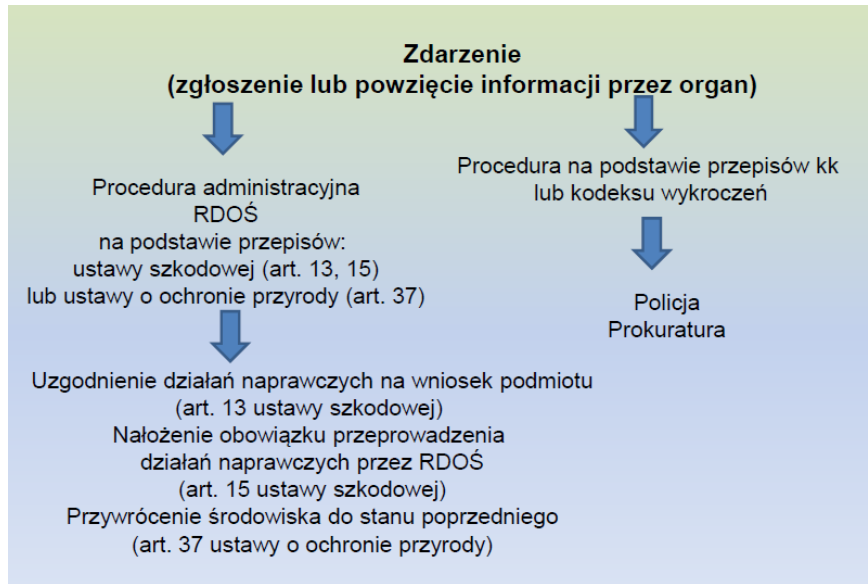 Zdarzenie
(zgłoszenie lub powzięcie informacji przez organ)
Procedura administracyjna
RDOŚ
na podstawie przepisów:
ustawy szkodowej (art. 13, 15)
lub ustawy o ochronie przyrody (art. 37)
Uzgodnienie działań naprawczych na wniosek podmiotu
(art. 13 ustawy szkodowej)
Nałożenie obowiązku przeprowadzenia
działań naprawczych przez RDOŚ
(art. 15 ustawy szkodowej)
Przywrócenie środowiska do stanu poprzedniego
(art. 37 ustawy o ochronie przyrody)
Procedura na podstawie przepisów kk
lub kodeksu wykroczeń
Policja
Prokuratura